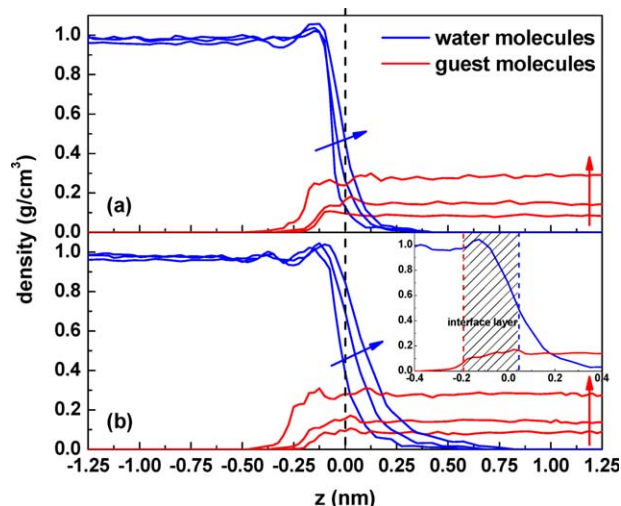 1.0
0.8
0.6
0.4
0.2
0.0
water molecules
guest molecules
(a)
density (g/cm³)
1.0
0.8
0.6
0.4
0.2
0.0
(b)
1.0
0.8
0.6
0.4
0.2
0.0
interface layer
-0.4 -0.2 0.0 0.2 0.4
-1.25 -1.00 -0.75 -0.50 -0.25 0.00 0.25 0.50 0.75 1.00 1.25
z (nm)